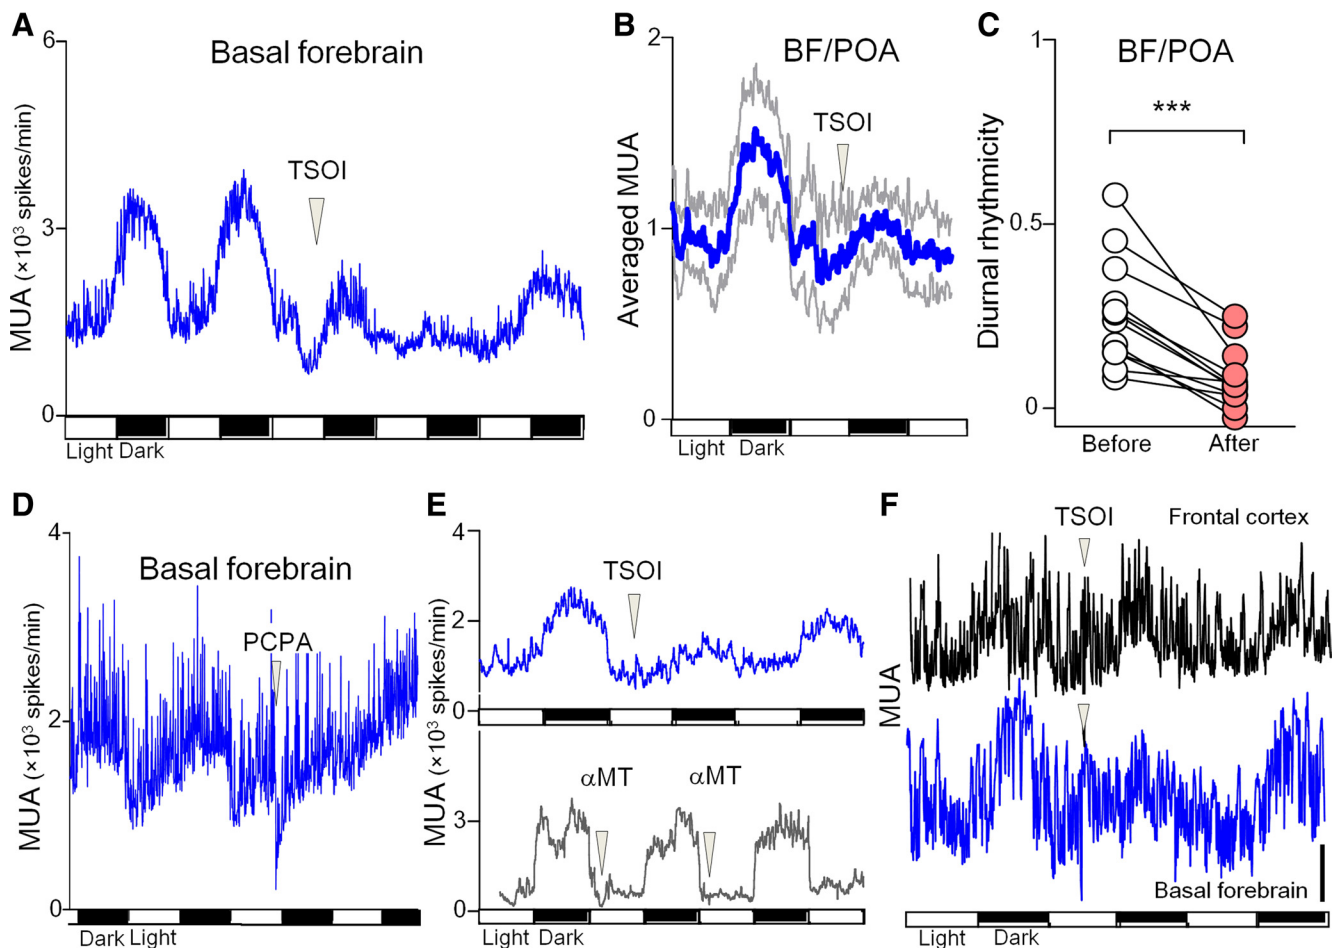 A
Basal forebrain
6
3
0
MUA (×10³ spikes/min)
TSOI
Light Dark
B
BF/POA
2
1
0
Averaged MUA
TSOI
Light Dark
C
BF/POA
1
0.5
0
Diurnal rhythmicity
***
Before After
D
Basal forebrain
4
2
0
MUA (×10³ spikes/min)
PCPA
Dark Light
E
4
2
0
TSOI
MUA (×10³ spikes/min)
3
0
αMT αMT
Light Dark
F
TSOI
Frontal cortex
MUA
Basal forebrain
Light Dark